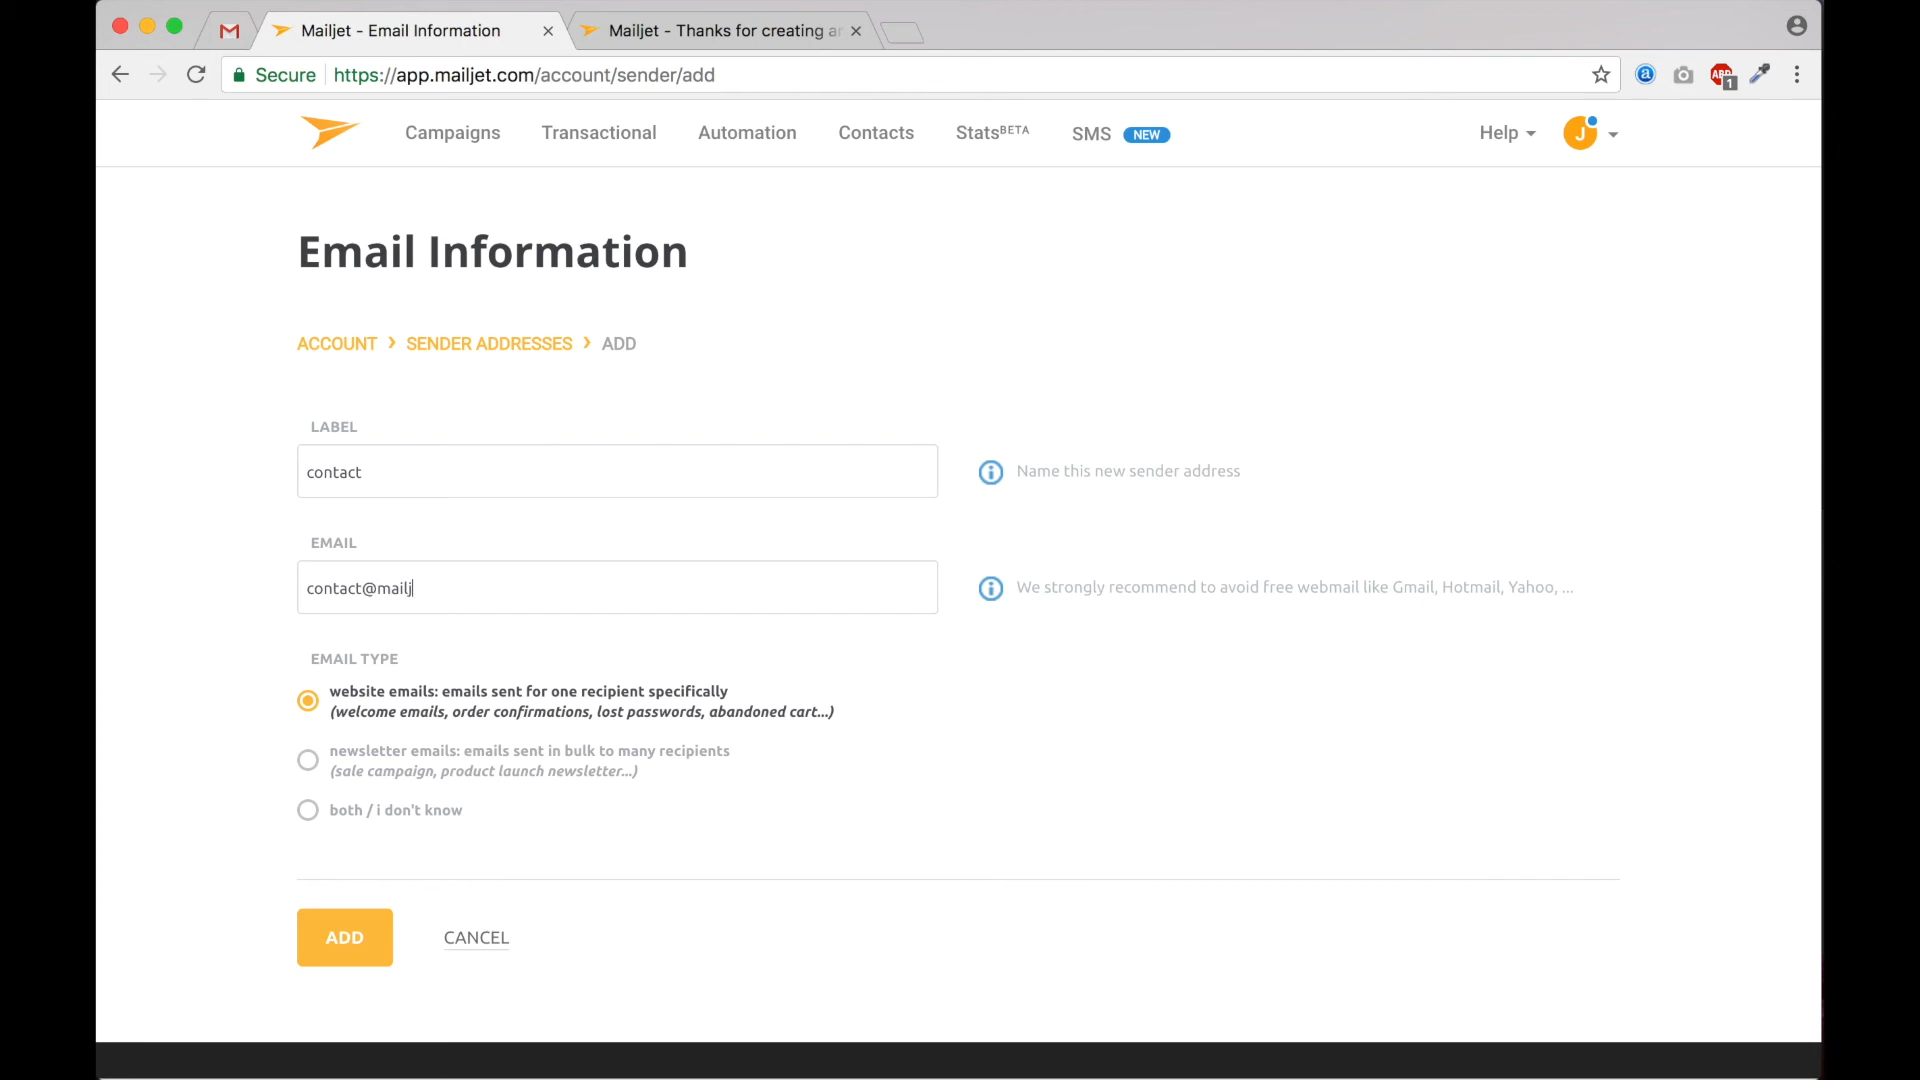 Mailjet - Email Information
Mailjet - Thanks for creating a
Secure https://app.mailjet.com/account/sender/add
ABP
1
a
Campaigns Transactional Automation Contacts StatsBETA SMS NEW Help J
Email Information
ACCOUNT › SENDER ADDRESSES › ADD
LABEL
contact
Name this new sender address
EMAIL
contact@mailj
We strongly recommend to avoid free webmail like Gmail, Hotmail, Yahoo, ...
EMAIL TYPE
website emails: emails sent for one recipient specifically
(welcome emails, order confirmations, lost passwords, abandoned cart...)
newsletter emails: emails sent in bulk to many recipients
(sale campaign, product launch newsletter...)
both / i don't know
ADD CANCEL